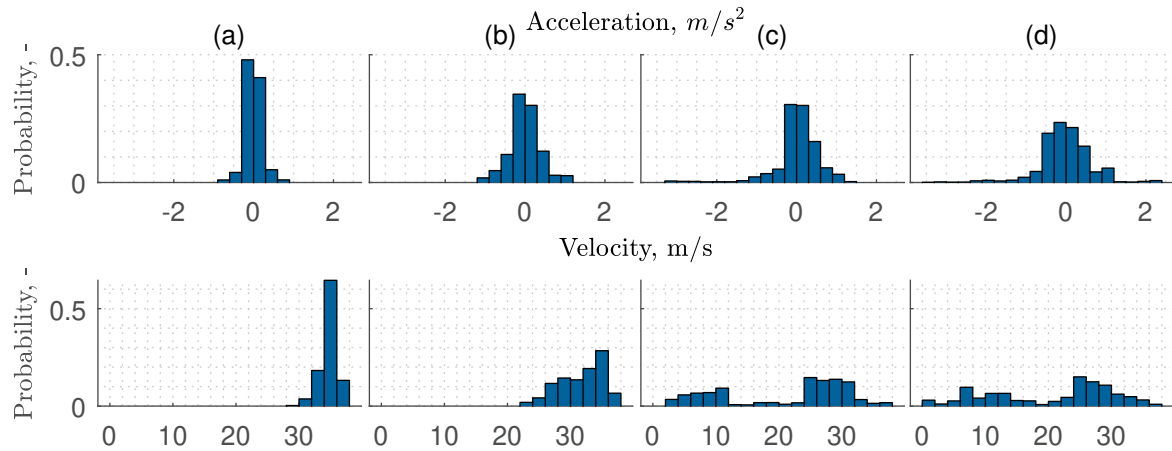 Acceleration, m/s²
(a) (b) (c) (d)
Probability, -
0.5
0
-2 0 2 -2 0 2 -2 0 2 -2 0 2
Velocity, m/s
Probability, -
0.5
0
0 10 20 30 0 10 20 30 0 10 20 30 0 10 20 30